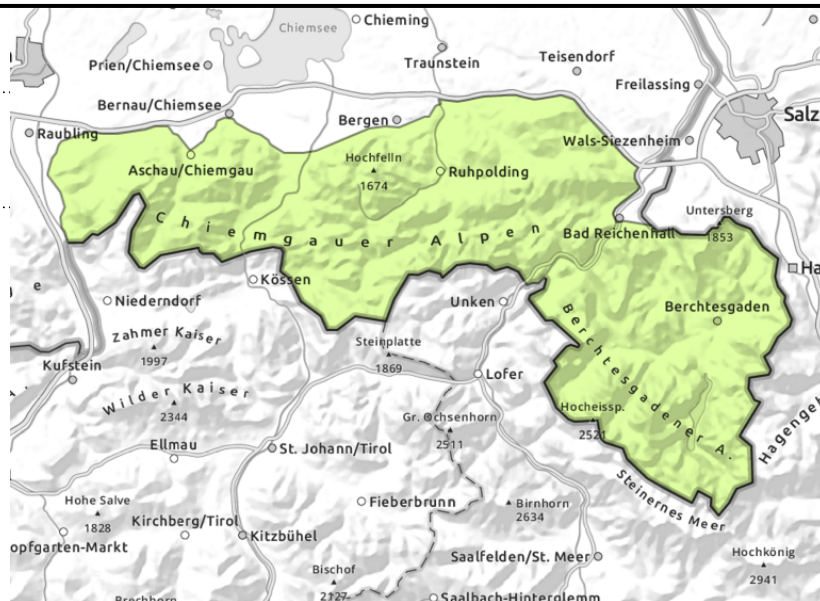 Chieming
Chiemsee
Prien/Chiemsee
Traunstein
Teisendorf
Freilassing
Bernau/Chiemsee
Bergen
Salz
Raubling
Wals-Siezenheim
Hochfelln
1674
Aschau/Chiemgau
Ruhpolding
Chiemgauer Alpen
Untersberg
1853
Bad Reichenhall
Ha
Kössen
e
Niederndorf
Unken
Berchtesgaden
Zahmer Kaiser
1997
Berchtesgadener A.
Steinplatte
1869
Kufstein
Lofer
Wilder Kaiser
2344
Hocheissp.
2521
Hagengeb
Gr. Ochsenhorn
2511
Ellmau
St. Johann/Tirol
Steinernes Meer
Hohe Salve
1828
Fieberbrunn
Birnhorn
2634
Kirchberg/Tirol
Kitzbühel
opfgarten-Markt
Saalfelden/St. Meer
Hochkönig
2941
Bischof
2127
Saalbach-Hinterglemm
Brechhorn